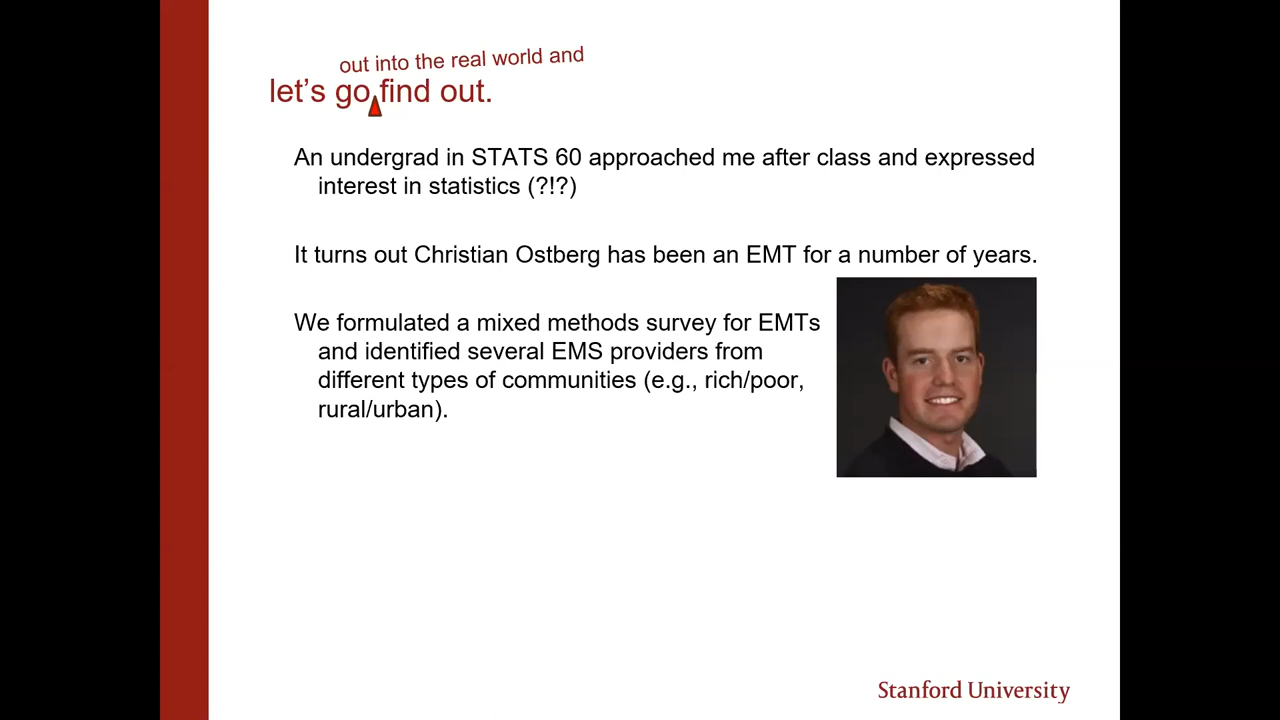 out into the real world and
let's go find out.
An undergrad in STATS 60 approached me after class and expressed
interest in statistics (?!?)
It turns out Christian Ostberg has been an EMT for a number of years.
We formulated a mixed methods survey for EMTs
and identified several EMS providers from
different types of communities (e.g., rich/poor,
rural/urban).
Stanford University